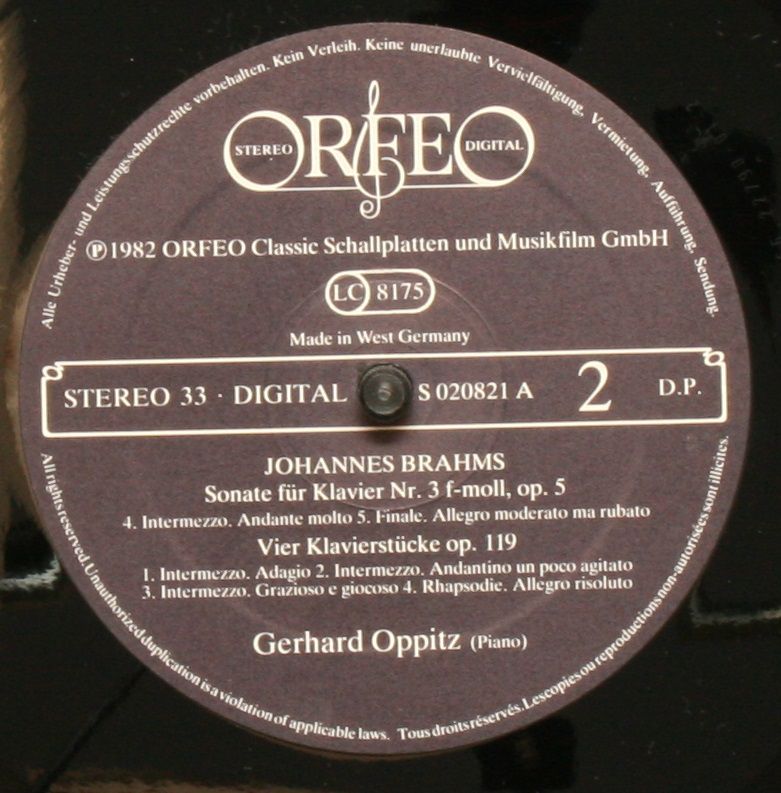 Alle Urheber- und Leistungsschutzrechte vorbehalten. Kein Verleih. Keine unerlaubte Vervielfältigung, Vermietung, Aufführung, Sendung.
STEREO ORFEO DIGITAL
Ⓟ 1982 ORFEO Classic Schallplatten und Musikfilm GmbH
LC 8175
Made in West Germany
STEREO 33 · DIGITAL S 020821 A 2 D.P.
JOHANNES BRAHMS
Sonate für Klavier Nr. 3 f-moll, op. 5
4. Intermezzo. Andante molto 5. Finale. Allegro moderato ma rubato
Vier Klavierstücke op. 119
1. Intermezzo. Adagio 2. Intermezzo. Andantino un poco agitato
3. Intermezzo. Grazioso e giocoso 4. Rhapsodie. Allegro risoluto
Gerhard Oppitz (Piano)
All rights reserved. Unauthorized duplication is a violation of applicable laws. Tous droits réservés. Les copies ou reproductions non-autorisées sont illicites.